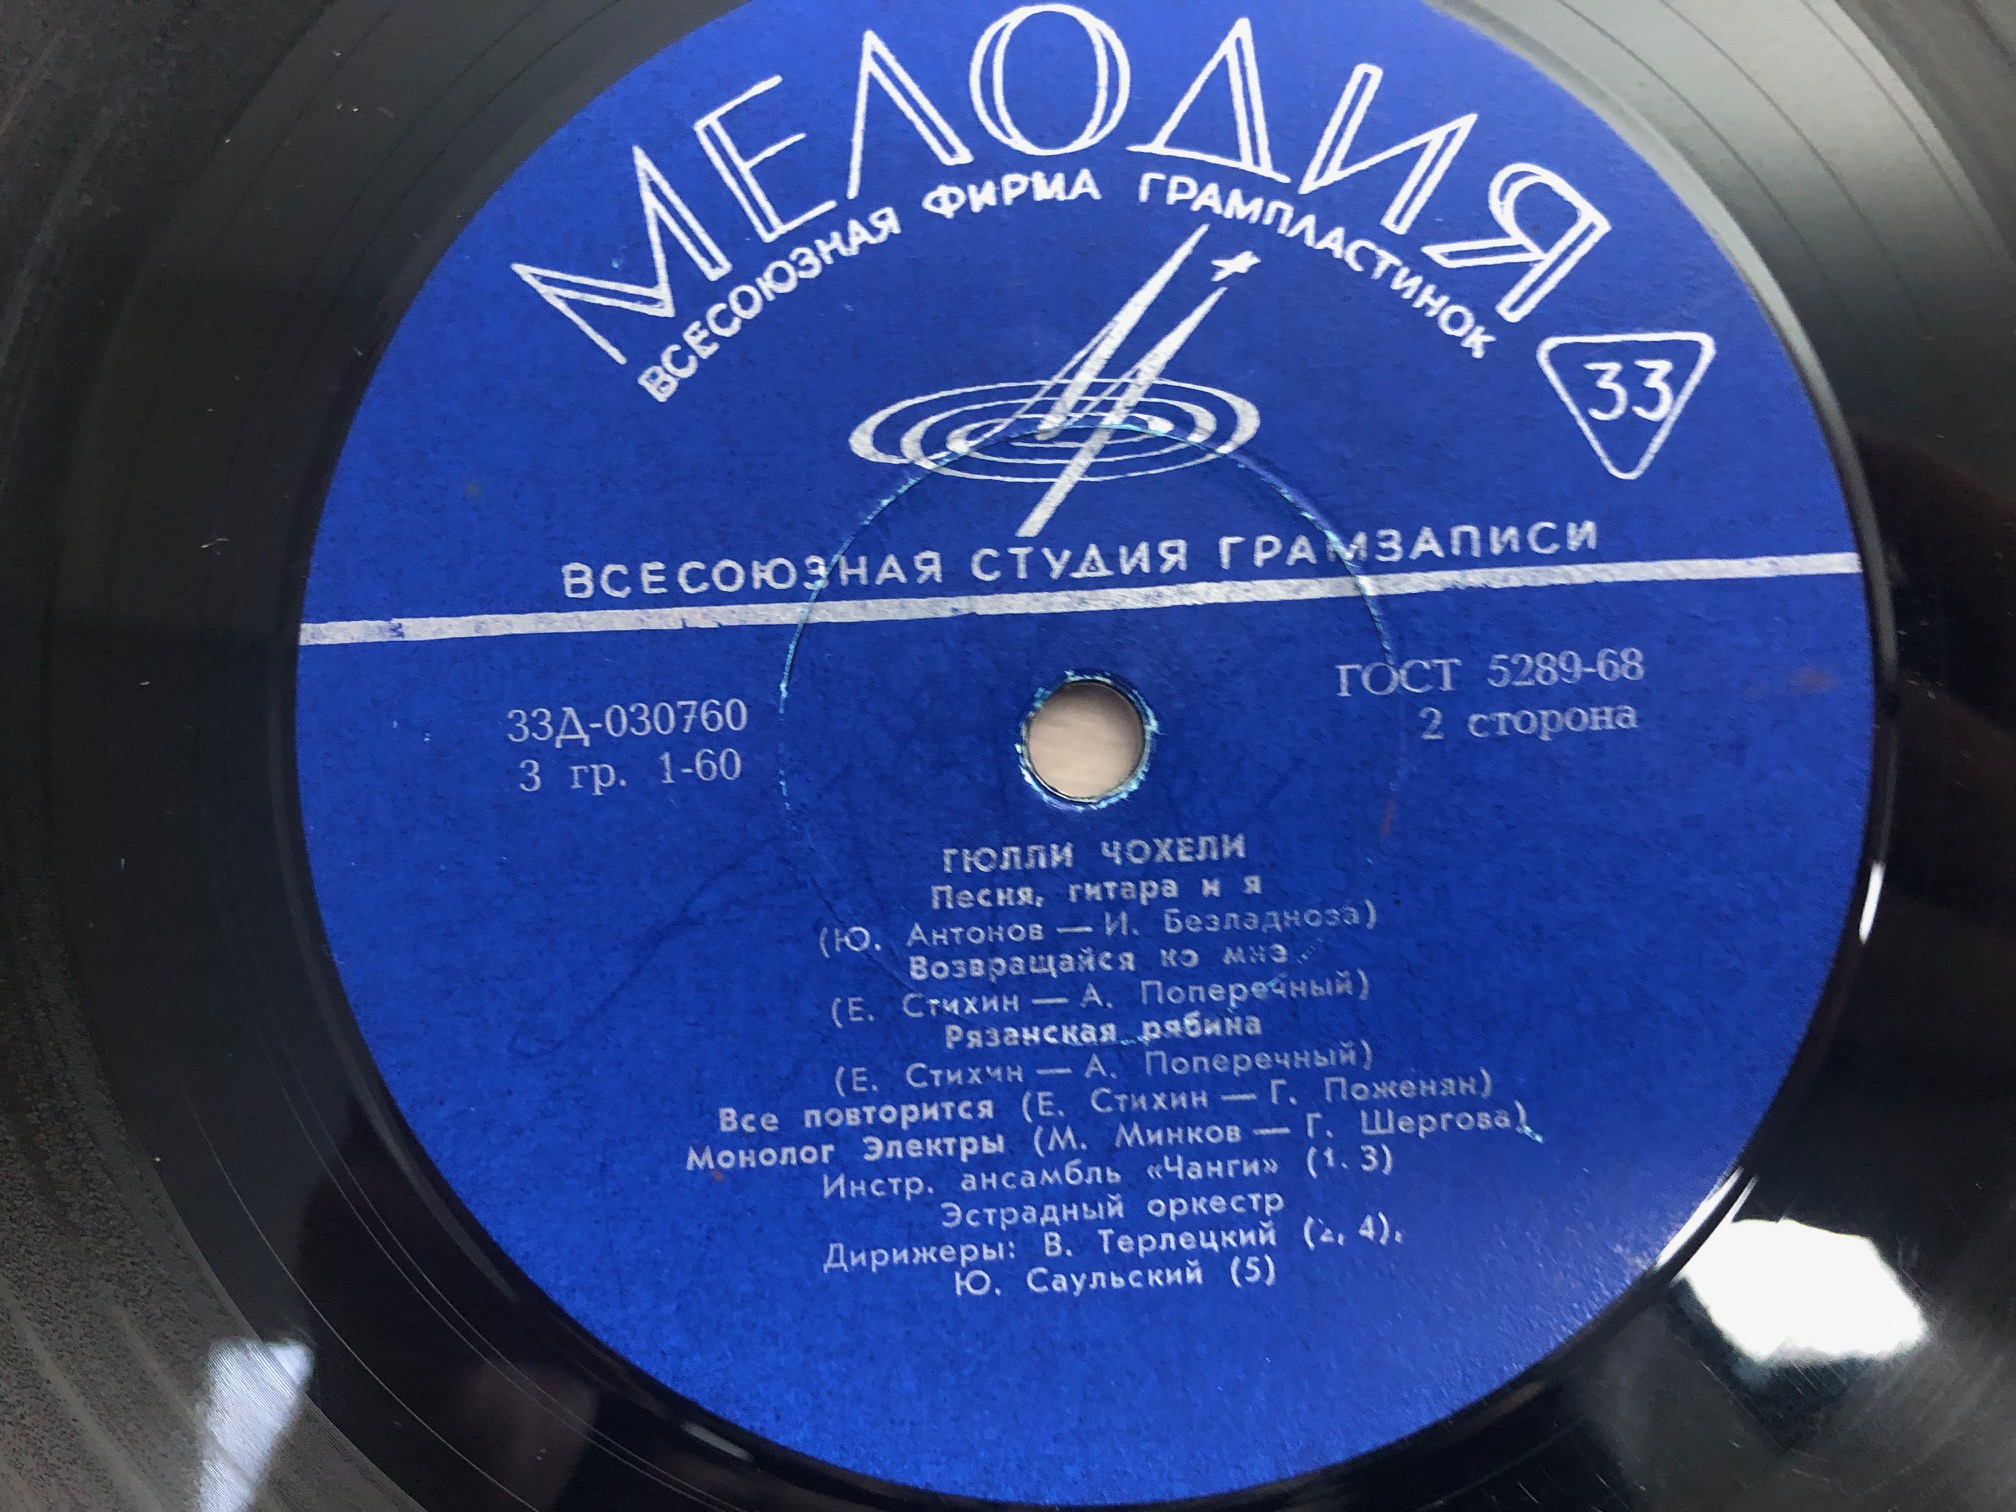 МЕЛОДИЯ
ВСЕСОЮЗНАЯ ФИРМА ГРАМПЛАСТИНОК
33
ВСЕСОЮЗНАЯ СТУДИЯ ГРАМЗАПИСИ
33Д-030760
3 гр. 1-60
ГОСТ 5289-68
2 сторона
ГЮЛЛИ ЧОХЕЛИ
Песня, гитара и я
(Ю. Антонов — И. Безладнова)
Возвращайся ко мне
(Е. Стихин — А. Поперечный)
Рязанская рябина
(Е. Стихин — А. Поперечный)
Все повторится (Е. Стихин — Г. Поженян)
Монолог Электры (М. Минков — Г. Шергова)
Инстр. ансамбль «Чанги» (1. 3)
Эстрадный оркестр
Дирижеры: В. Терлецкий (2, 4),
Ю. Саульский (5)